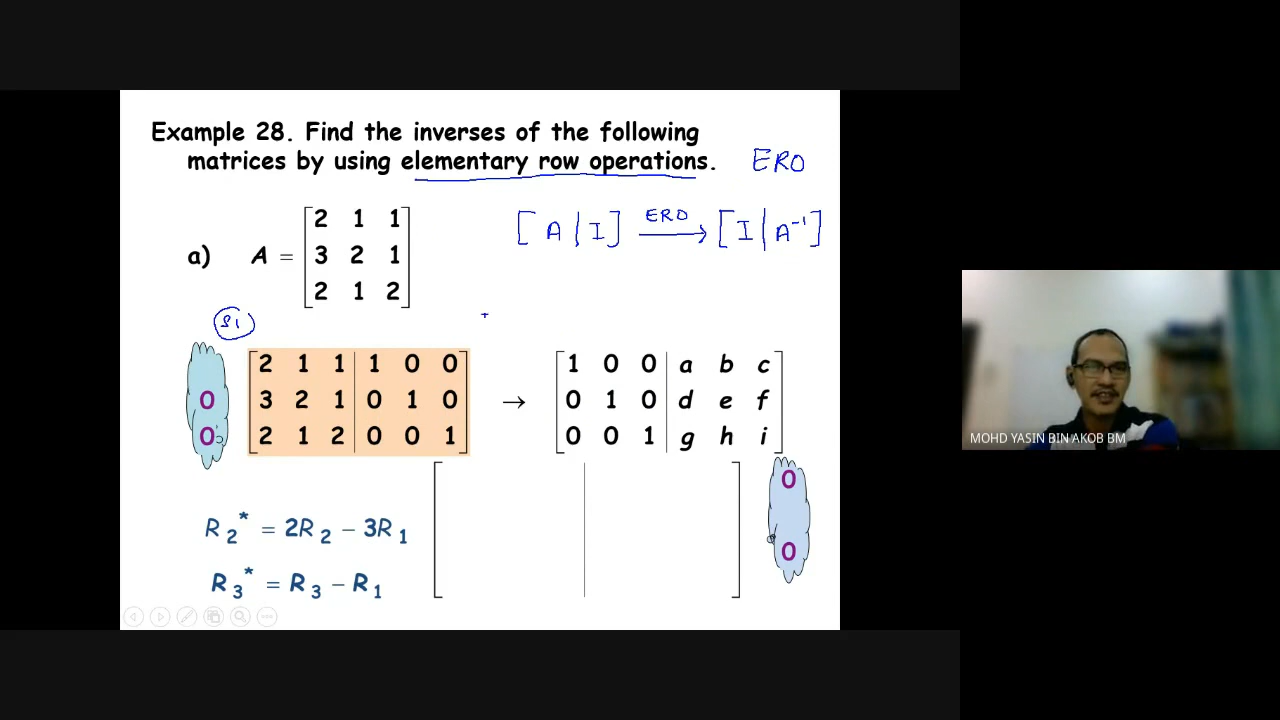 Example 28. Find the inverses of the following
matrices by using elementary row operations. ERO
[ A | I ] ERO → [ I | A⁻¹ ]
a) A = [ 2 1 1
3 2 1
2 1 2 ]
S1
[ 2 1 1 | 1 0 0
0 3 2 1 | 0 1 0
0 2 1 2 | 0 0 1 ]
→
[ 1 0 0 | a b c
0 1 0 | d e f
0 0 1 | g h i ]
0
R₂* = 2R₂ − 3R₁
0
R₃* = R₃ − R₁
MOHD YASIN BIN AKOB BM